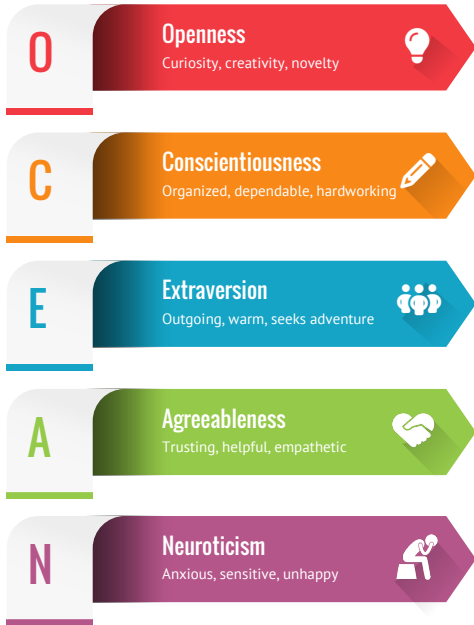 O
Openness
Curiosity, creativity, novelty
C
Conscientiousness
Organized, dependable, hardworking
E
Extraversion
Outgoing, warm, seeks adventure
A
Agreeableness
Trusting, helpful, empathetic
N
Neuroticism
Anxious, sensitive, unhappy